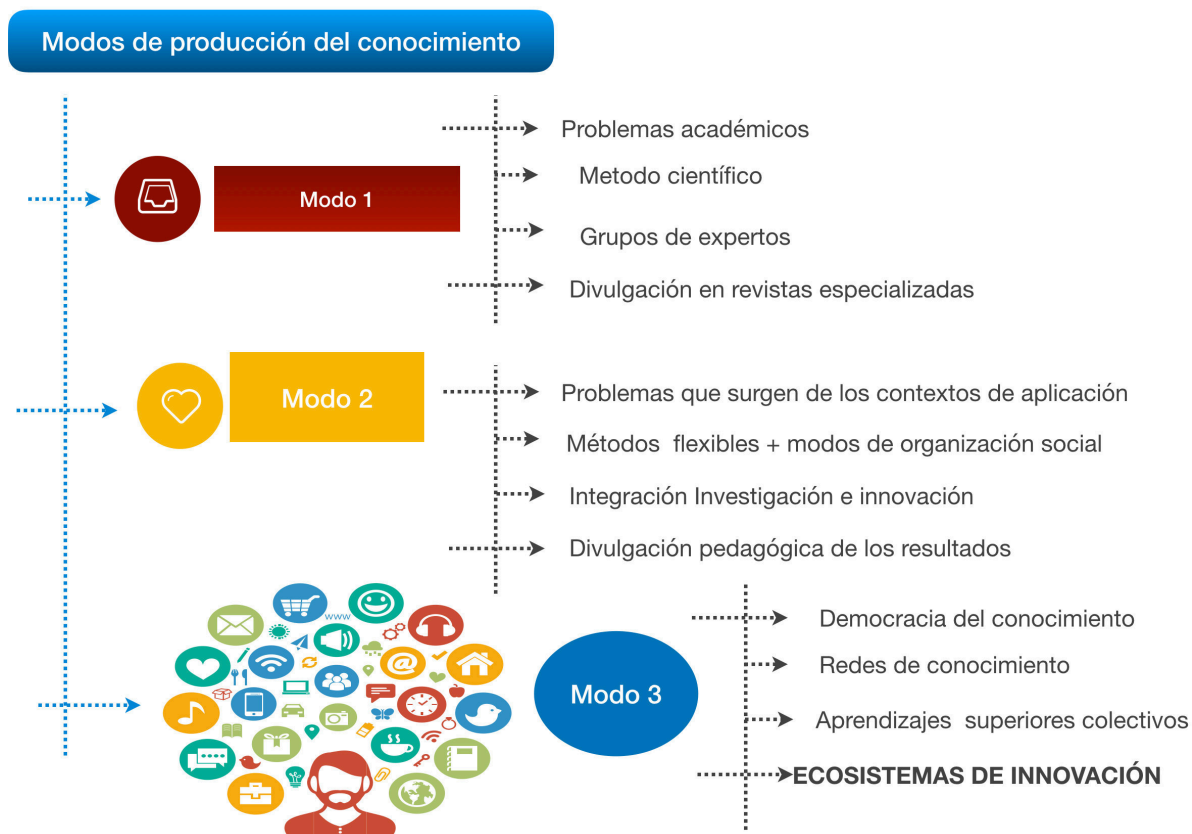 Modos de producción del conocimiento
Modo 1
Problemas académicos
Metodo científico
Grupos de expertos
Divulgación en revistas especializadas
Modo 2
Problemas que surgen de los contextos de aplicación
Métodos flexibles + modos de organización social
Integración Investigación e innovación
Divulgación pedagógica de los resultados
www
@
Modo 3
Democracia del conocimiento
Redes de conocimiento
Aprendizajes superiores colectivos
ECOSISTEMAS DE INNOVACIÓN